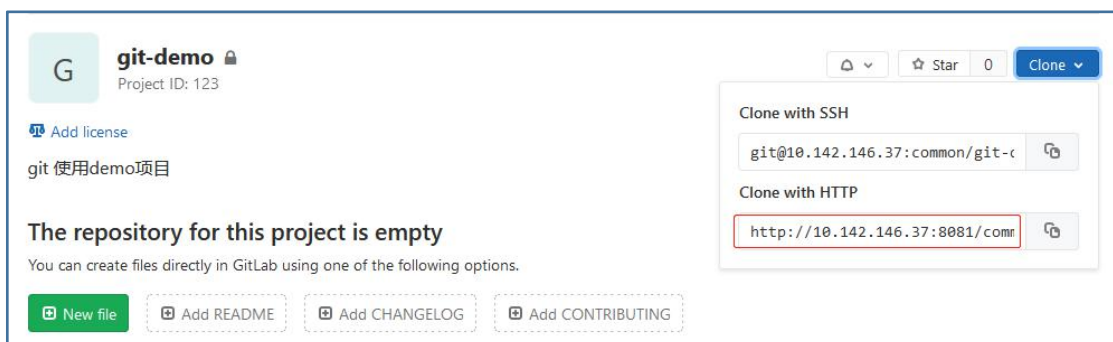 G
git-demo
Project ID: 123
Star 0 Clone
Add license
git 使用demo项目
Clone with SSH
git@10.142.146.37:common/git-c
Clone with HTTP
http://10.142.146.37:8081/comm
The repository for this project is empty
You can create files directly in GitLab using one of the following options.
New file Add README Add CHANGELOG Add CONTRIBUTING